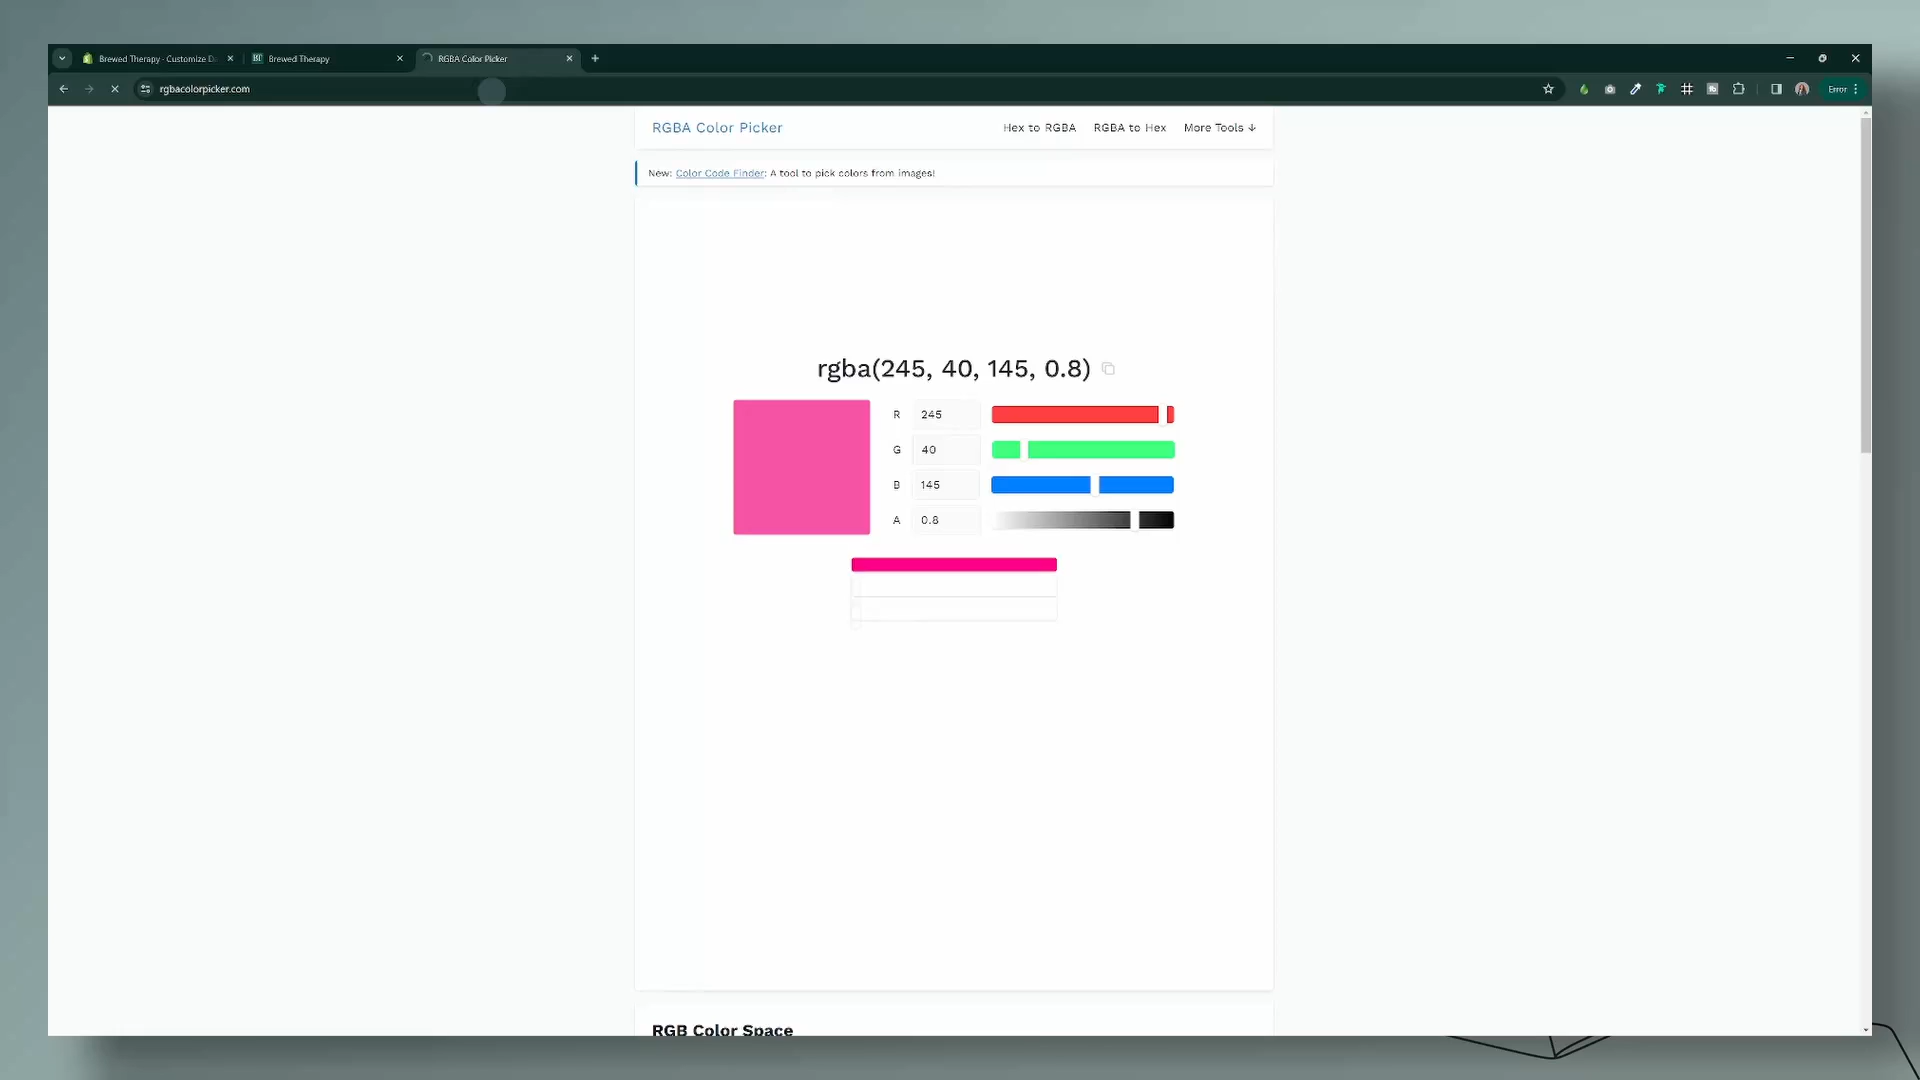 Brewed Therapy - Customize D
Brewed Therapy
RGBA Color Picker
rgbacolorpicker.com
Error
RGBA Color Picker
Hex to RGBA
RGBA to Hex
More Tools ↓
New: Color Code Finder: A tool to pick colors from images!
rgba(245, 40, 145, 0.8)
R 245
G 40
B 145
A 0.8
RGB Color Space